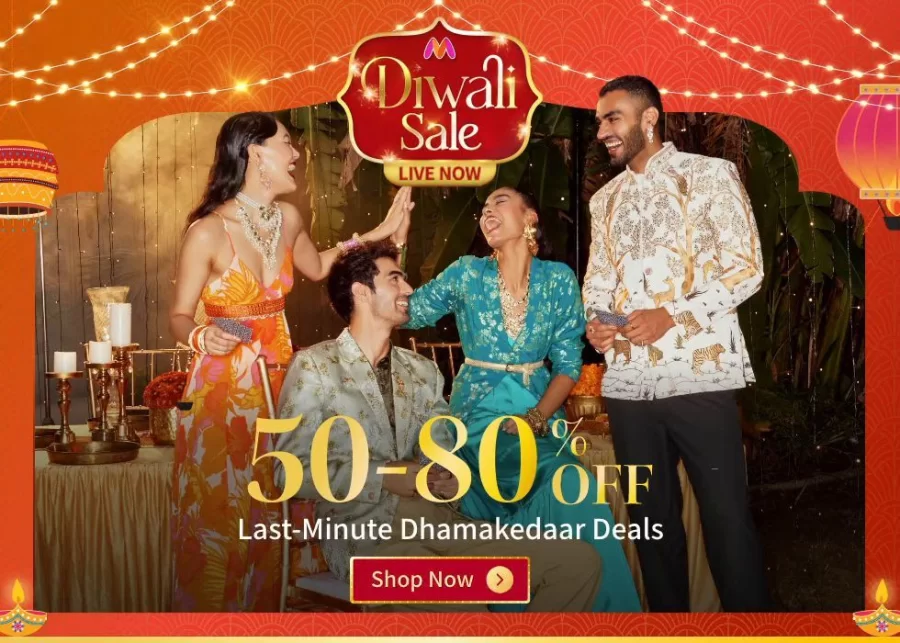 Diwali
Sale
LIVE NOW
50-80% OFF
Last-Minute Dhamakedaar Deals
Shop Now